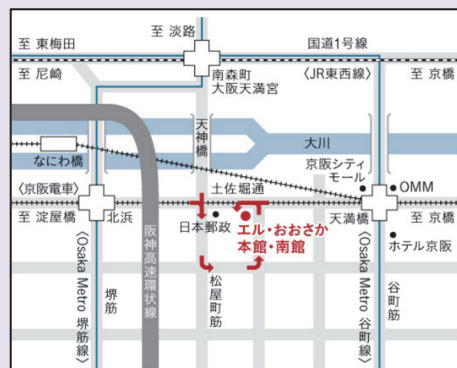 至 淡路
至 東梅田
国道1号線
至 尼崎
南森町
大阪天満宮
〈JR東西線〉
至 京橋
天神橋
大川
なにわ橋
京阪シティ
モール
OMM
〈京阪電車〉
土佐堀通
至 淀屋橋
北浜
日本郵政
エル・おおさか
本館・南館
天満橋
至 京橋
ホテル京阪
阪神高速環状線
〈Osaka Metro 堺筋線〉
堺筋
松屋町筋
〈Osaka Metro 谷町線〉
谷町筋